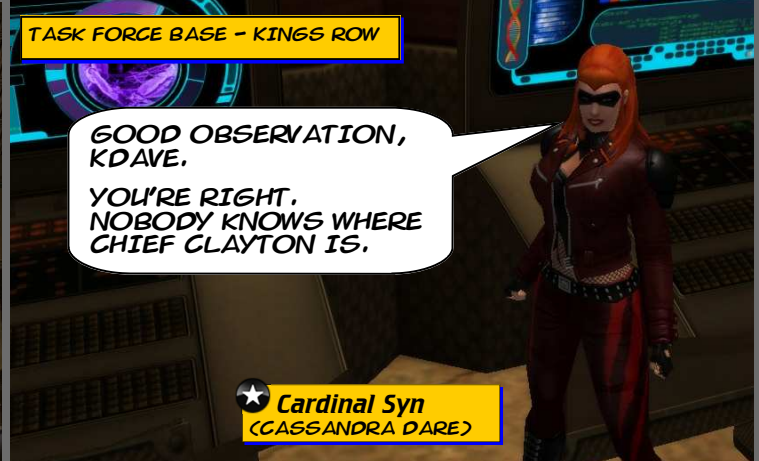 TASK FORCE BASE - KINGS ROW
GOOD OBSERVATION,
KDAVE.
YOU'RE RIGHT.
NOBODY KNOWS WHERE
CHIEF CLAYTON IS.
Cardinal Syn
(CASSANDRA DARE)